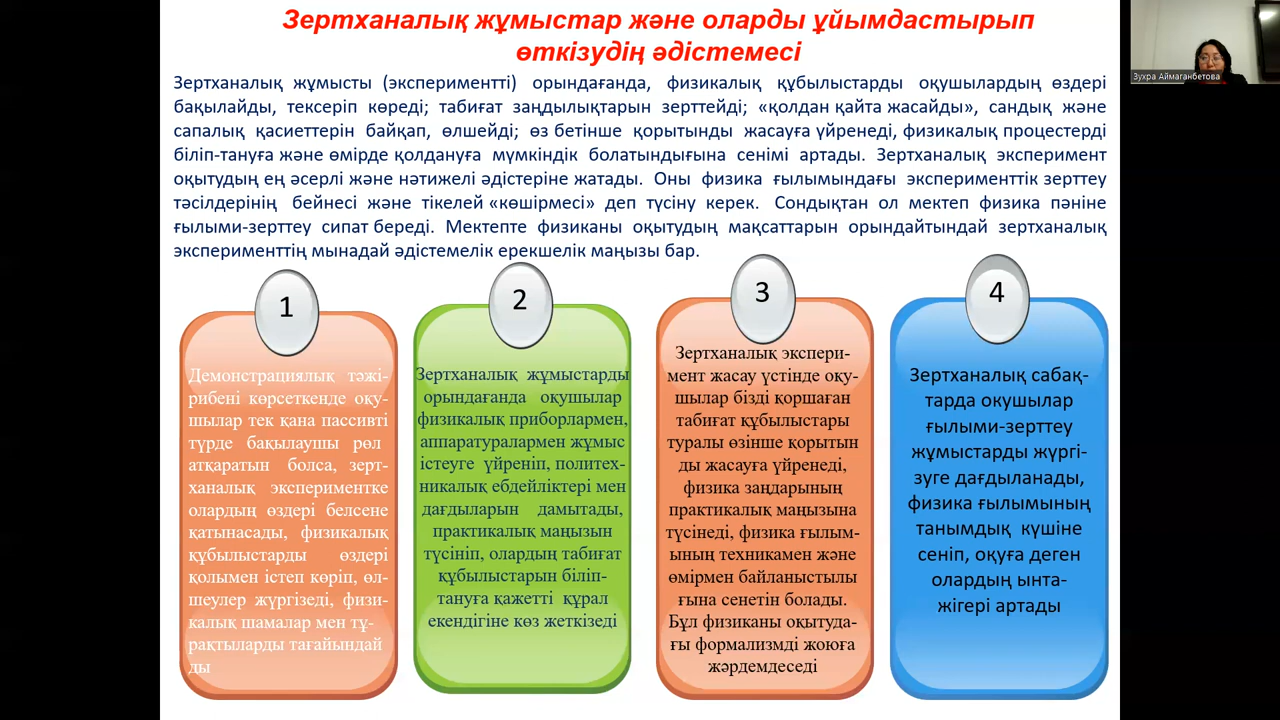 Зертханалық жұмыстар және оларды ұйымдастырып
өткізудің әдістемесі
Зертханалық жұмысты (экспериментті) орындағанда, физикалық құбылыстарды оқушылардың өздері
бақылайды, тексеріп көреді; табиғат заңдылықтарын зерттейді; «қолдан қайта жасайды», сандық және
сапалық қасиеттерін байқап, өлшейді; өз бетінше қорытынды жасауға үйренеді, физикалық процестерді
біліп-тануға және өмірде қолдануға мүмкіндік болатындығына сенімі артады. Зертханалық эксперимент
оқытудың ең әсерлі және нәтижелі әдістеріне жатады. Оны физика ғылымындағы эксперименттік зерттеу
тәсілдерінің бейнесі және тікелей «көшірмесі» деп түсіну керек. Сондықтан ол мектеп физика пәніне
ғылыми-зерттеу сипат береді. Мектепте физиканы оқытудың мақсаттарын орындайтындай зертханалық
эксперименттің мынадай әдістемелік ерекшелік маңызы бар.
1
Демонстрациялық тәжі-
рибені көрсеткенде оқу-
шылар тек қана пассивті
түрде бақылаушы рөл
атқаратын болса, зерт-
ханалық экспериментке
олардың өздері белсене
қатынасады, физикалық
құбылыстарды өздері
қолымен істеп көріп, өл-
шеулер жүргізеді, физи-
калық шамалар мен тұ-
рақтыларды тағайындай
ды
2
Зертханалық жұмыстарды
орындағанда оқушылар
физикалық приборлармен,
аппаратуралармен жұмыс
істеуге үйреніп, политех-
никалық ебдейліктері мен
дағдыларын дамытады,
практикалық маңызын
түсініп, олардың табиғат
құбылыстарын біліп-
тануға қажетті құрал
екендігіне көз жеткізеді
3
Зертханалық экспери-
мент жасау үстінде оқу-
шылар бізді қоршаған
табиғат құбылыстары
туралы өзінше қорытын
ды жасауға үйренеді,
физика заңдарының
практикалық маңызына
түсінеді, физика ғылым-
ының техникамен және
өмірмен байланыстылы
ғына сенетін болады.
Бұл физиканы оқытуда-
ғы формализмді жоюға
жәрдемдеседі
4
Зертханалық сабақ-
тарда окушылар
ғылыми-зерттеу
жұмыстарды жүргі-
зуге дағдыланады,
физика ғылымының
танымдық күшіне
сеніп, оқуға деген
олардың ынта-
жігері артады
Зухра Аймаганбетова